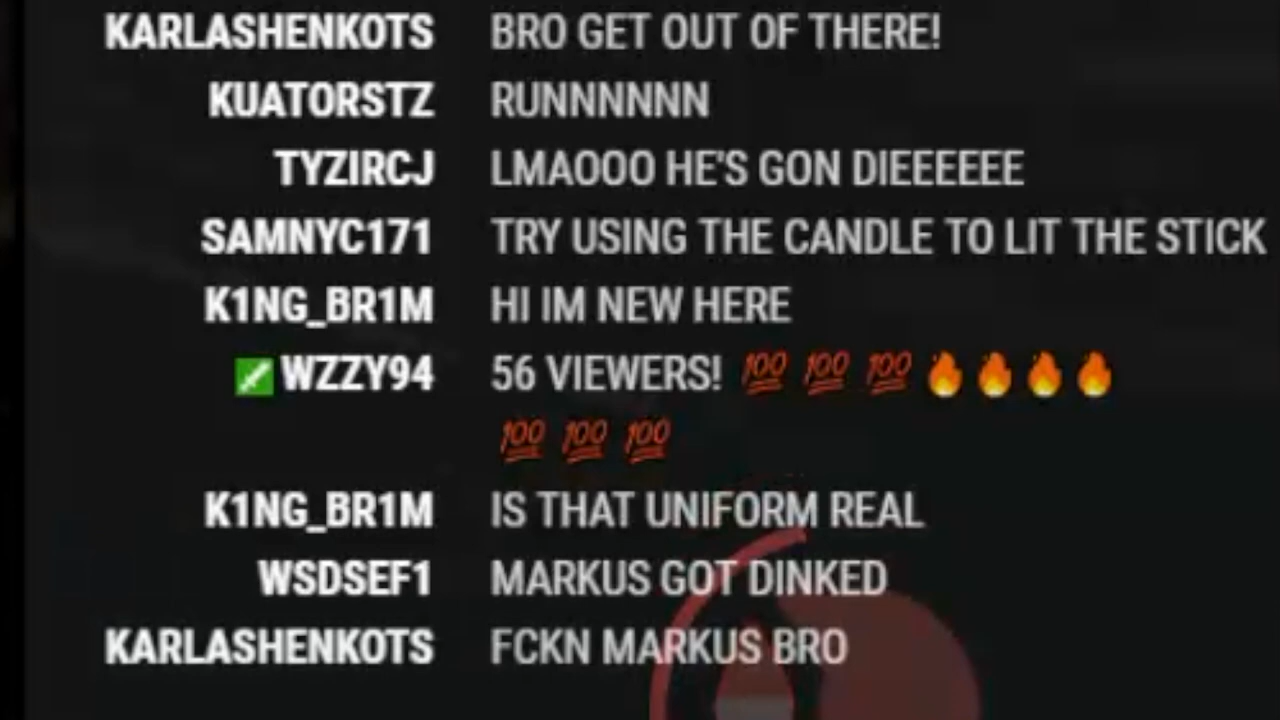 KARLASHENKOTS BRO GET OUT OF THERE!
KUATORSTZ RUNNNNNN
TYZIRCJ LMAOOO HE'S GON DIEEEEEE
SAMNYC171 TRY USING THE CANDLE TO LIT THE STICK
K1NG_BR1M HI IM NEW HERE
WZZY94 56 VIEWERS! 💯 💯 💯 🔥 🔥 🔥 🔥
💯 💯 💯
K1NG_BR1M IS THAT UNIFORM REAL
WSDSEF1 MARKUS GOT DINKED
KARLASHENKOTS FCKN MARKUS BRO